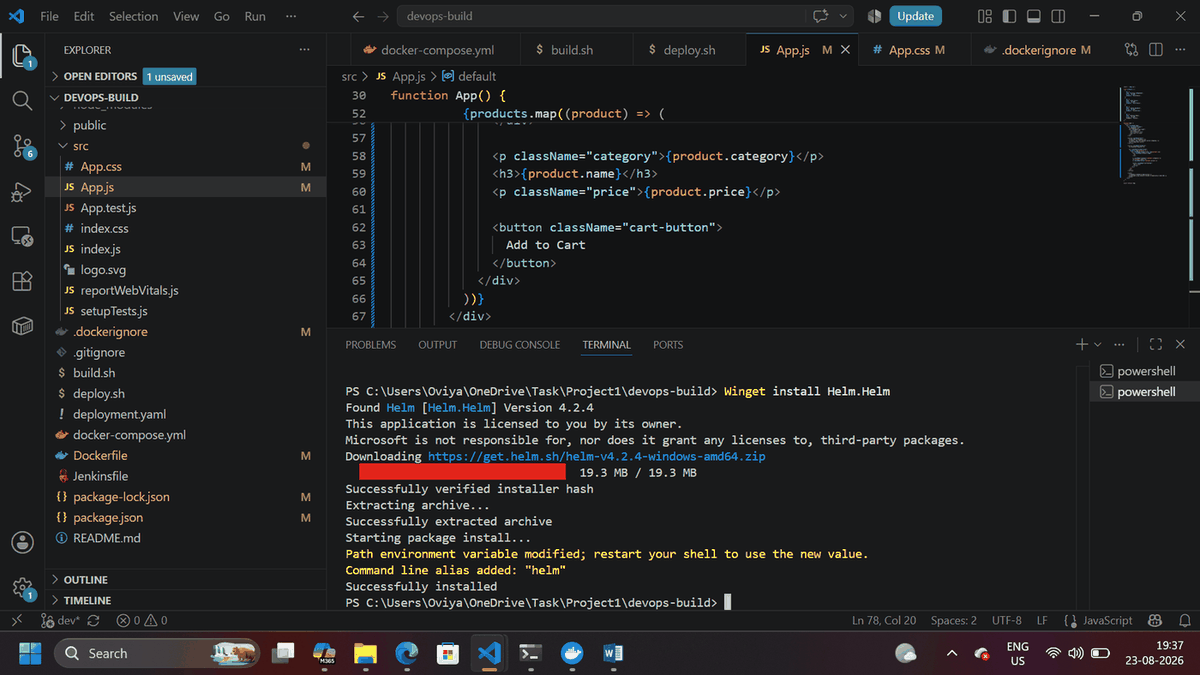 File Edit Selection View Go Run ···
devops-build
Update
EXPLORER ···
OPEN EDITORS 1 unsaved
DEVOPS-BUILD
node_modules
public
src
# App.css M
JS App.js M
JS App.test.js
# index.css
JS index.js
logo.svg
JS reportWebVitals.js
JS setupTests.js
.dockerignore M
.gitignore
$ build.sh
$ deploy.sh
! deployment.yaml
docker-compose.yml
Dockerfile M
Jenkinsfile
{} package-lock.json M
{} package.json M
README.md
OUTLINE
TIMELINE
1
6
1
docker-compose.yml
$ build.sh
$ deploy.sh
JS App.js M
# App.css M
.dockerignore M ···
src > JS App.js > default
30 function App() {
52 {products.map((product) => (
57
58 <p className="category">{product.category}</p>
59 <h3>{product.name}</h3>
60 <p className="price">{product.price}</p>
61
62 <button className="cart-button">
63 Add to Cart
64 </button>
65 </div>
66 ))}
67 </div>
PROBLEMS OUTPUT DEBUG CONSOLE TERMINAL PORTS
powershell
powershell
PS C:\Users\Oviya\OneDrive\Task\Project1\devops-build> Winget install Helm.Helm
Found Helm [Helm.Helm] Version 4.2.4
This application is licensed to you by its owner.
Microsoft is not responsible for, nor does it grant any licenses to, third-party packages.
Downloading https://get.helm.sh/helm-v4.2.4-windows-amd64.zip
19.3 MB / 19.3 MB
Successfully verified installer hash
Extracting archive...
Successfully extracted archive
Starting package install...
Path environment variable modified; restart your shell to use the new value.
Command line alias added: "helm"
Successfully installed
PS C:\Users\Oviya\OneDrive\Task\Project1\devops-build>
dev* 0 0
Ln 78, Col 20 Spaces: 2 UTF-8 LF {} JavaScript
Search
M365
ENG
US
19:37
23-08-2026